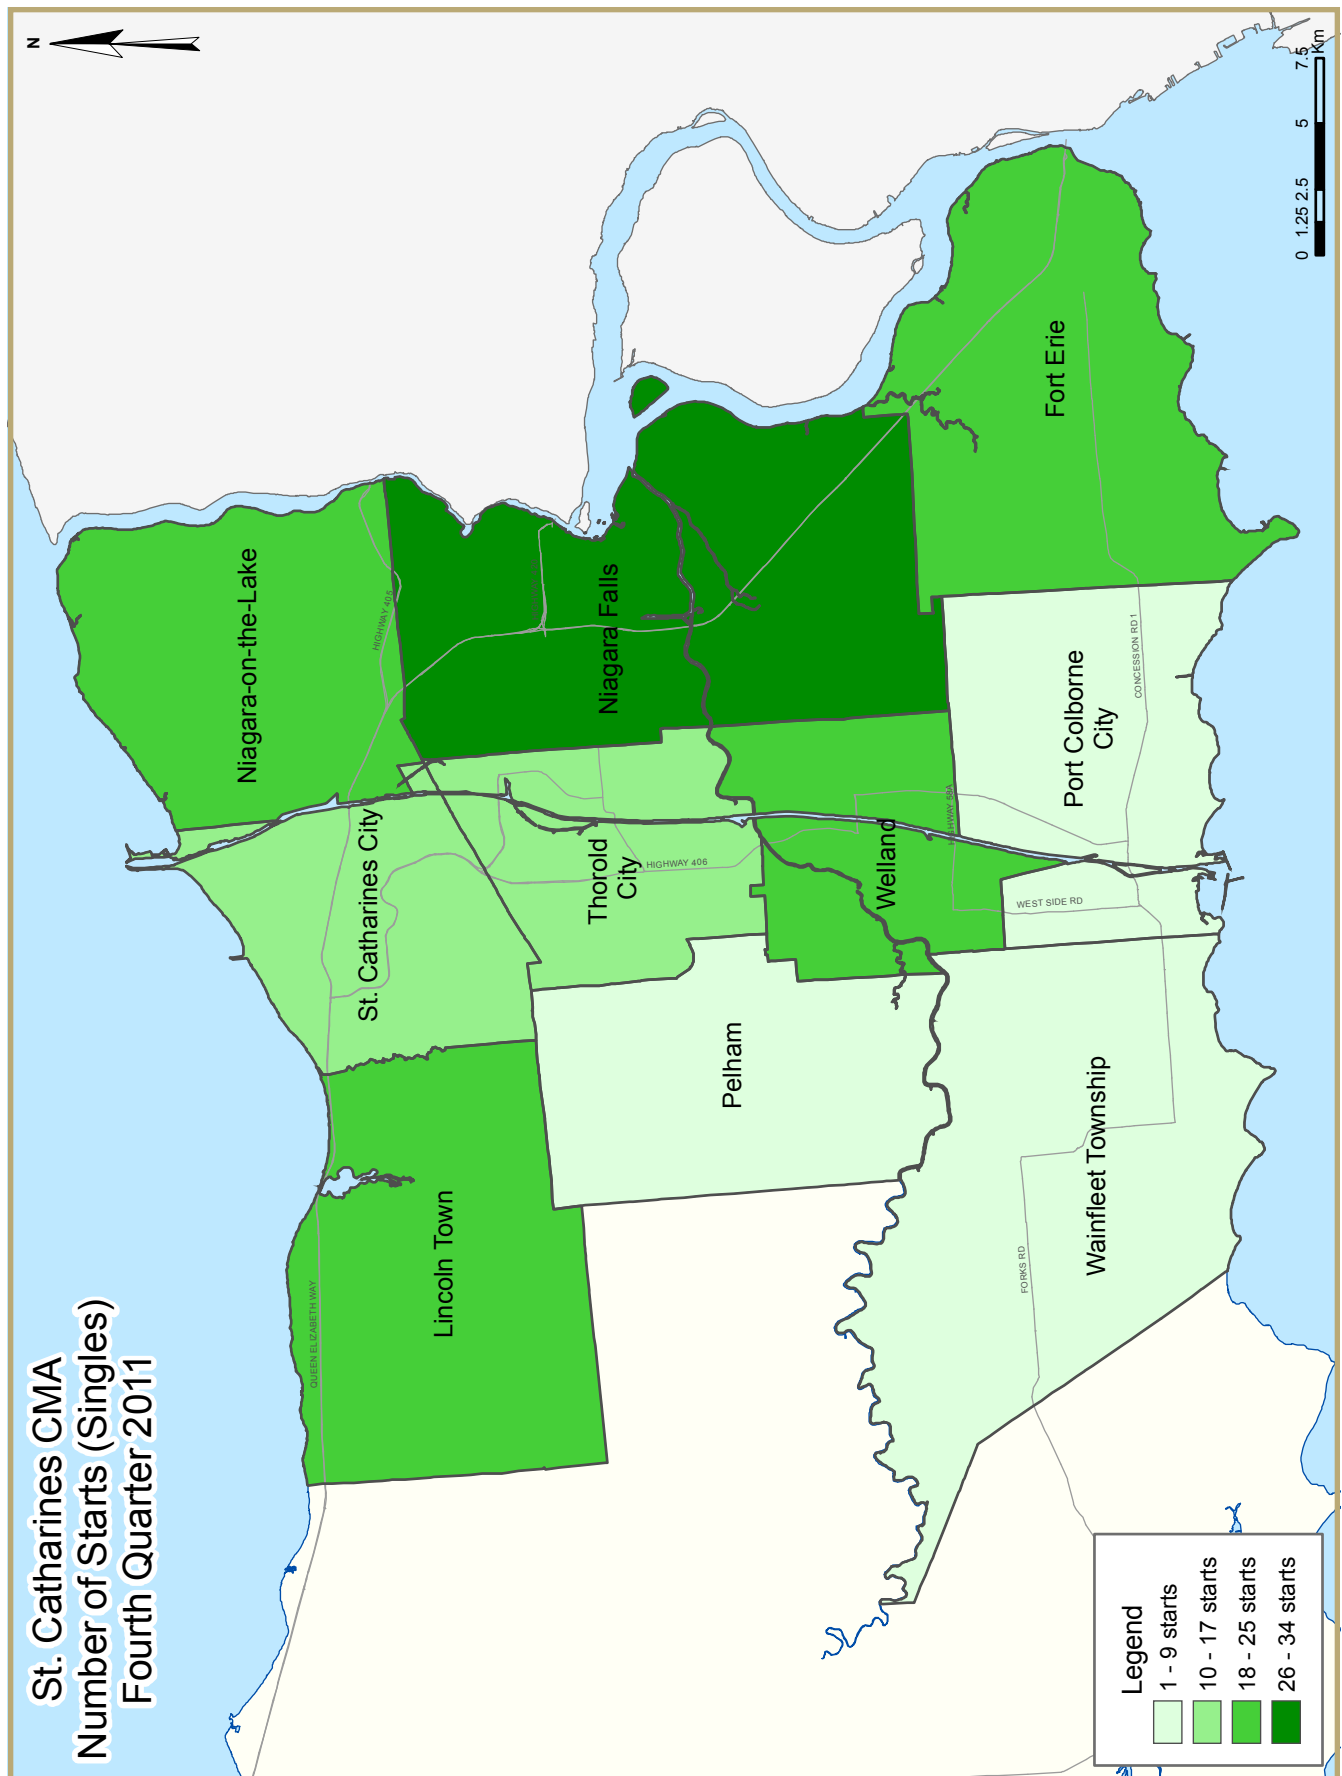 St. Catharines CMA
Number of Starts (Singles)
Fourth Quarter 2011
N
Niagara-on-the-Lake
HIGHWAY 405
St. Catharines City
QUEEN ELIZABETH WAY
Lincoln Town
Niagara Falls
Thorold
City
HIGHWAY 406
Pelham
Welland
HIGHWAY 58A
Fort Erie
Port Colborne
City
CONCESSION RD 1
WEST SIDE RD
Wainfleet Township
FORKS RD
Legend
1 - 9 starts
10 - 17 starts
18 - 25 starts
26 - 34 starts
0 1.25 2.5 5 7.5
Km